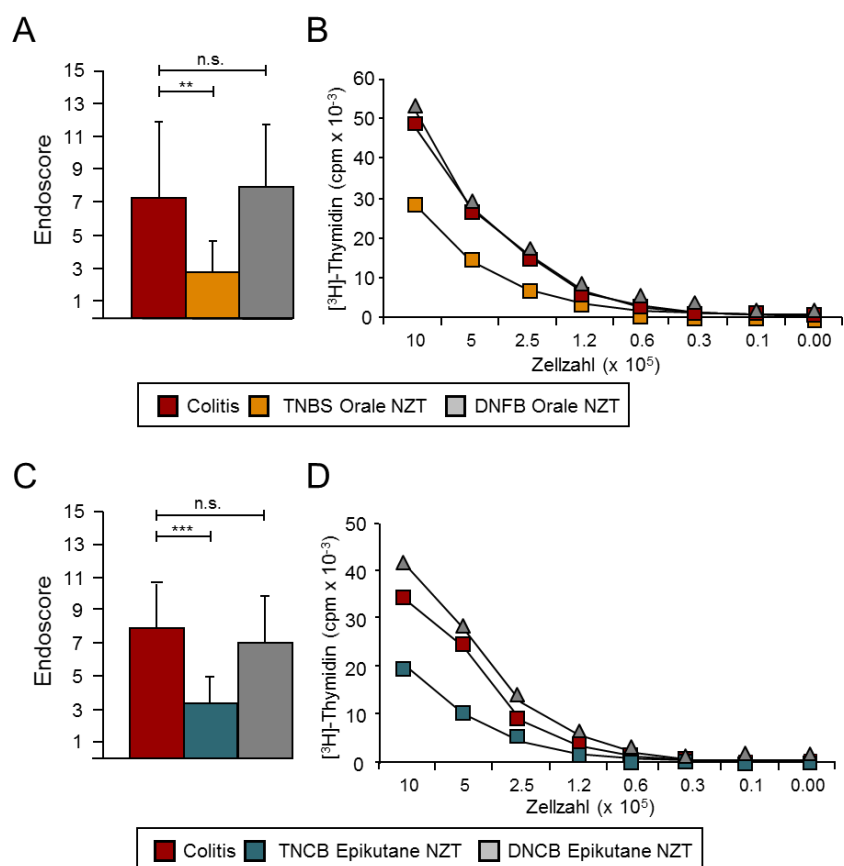 A
n.s.
**
15
13
11
9
7
5
3
1
Endoscore
B
60
50
40
30
20
10
0
[³H]-Thymidin (cpm x 10⁻³)
10 5 2.5 1.2 0.6 0.3 0.1 0.00
Zellzahl (x 10⁵)
Colitis TNBS Orale NZT DNFB Orale NZT
C
n.s.
***
15
13
11
9
7
5
3
1
Endoscore
D
50
40
30
20
10
0
[³H]-Thymidin (cpm x 10⁻³)
10 5 2.5 1.2 0.6 0.3 0.1 0.00
Zellzahl (x 10⁵)
Colitis TNCB Epikutane NZT DNCB Epikutane NZT